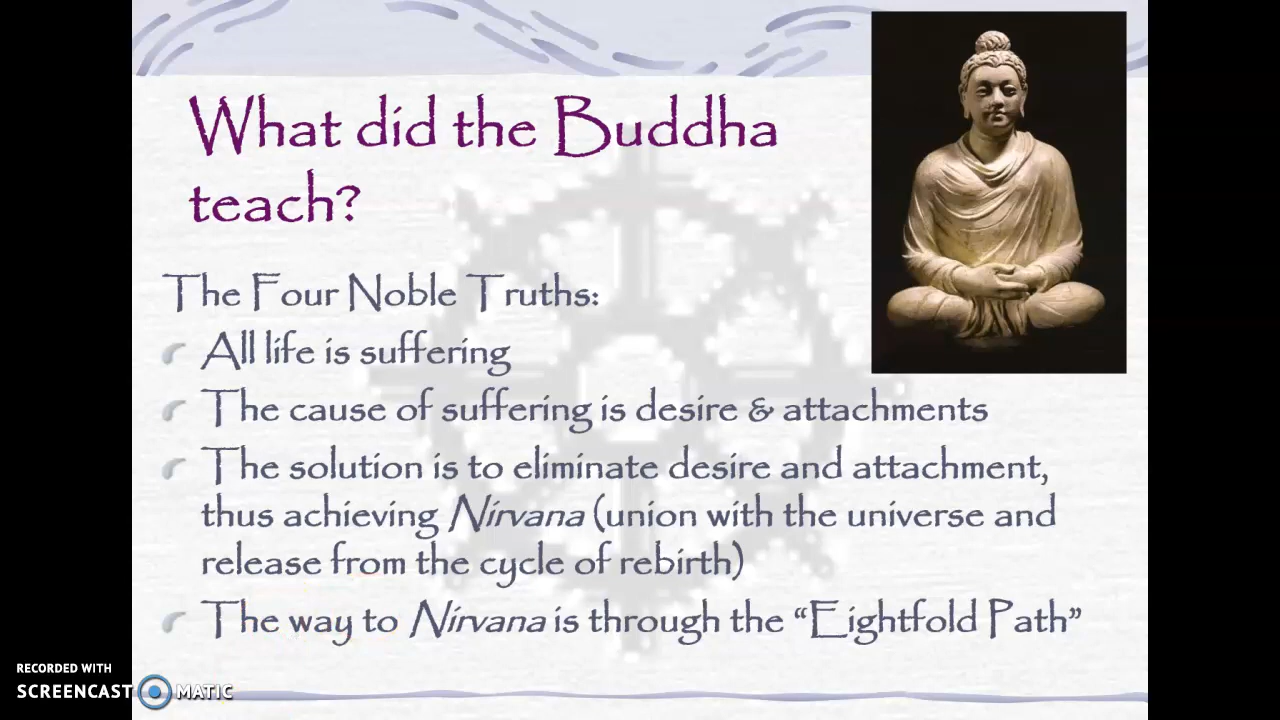 What did the Buddha
teach?
The Four Noble Truths:
All life is suffering
The cause of suffering is desire & attachments
The solution is to eliminate desire and attachment,
thus achieving Nirvana (union with the universe and
release from the cycle of rebirth)
The way to Nirvana is through the “Eightfold Path”
RECORDED WITH
SCREENCAST MATIC